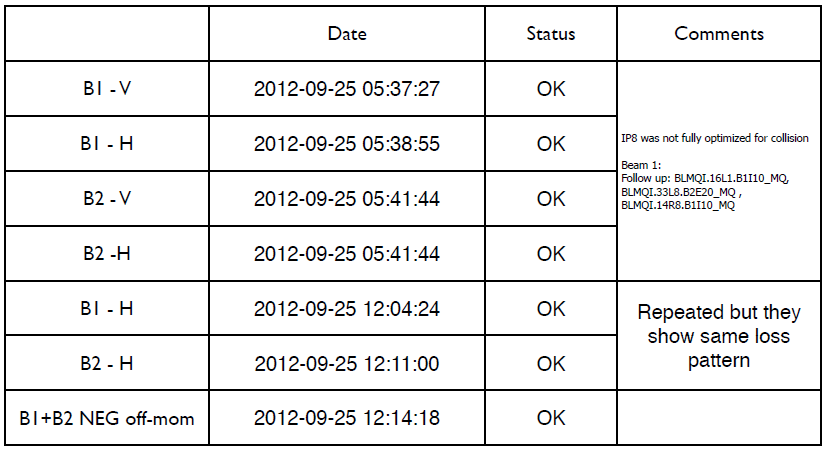 Date Status Comments
B1 - V 2012-09-25 05:37:27 OK
IP8 was not fully optimized for collision
B1 - H 2012-09-25 05:38:55 OK
Beam 1:
Follow up: BLMQI.16L1.B1I10_MQ,
B2 - V 2012-09-25 05:41:44 OK
BLMQI.33L8.B2E20_MQ ,
BLMQI.14R8.B1I10_MQ
B2 -H 2012-09-25 05:41:44 OK
B1 - H 2012-09-25 12:04:24 OK
Repeated but they
show same loss
pattern
B2 - H 2012-09-25 12:11:00 OK
B1+B2 NEG off-mom 2012-09-25 12:14:18 OK